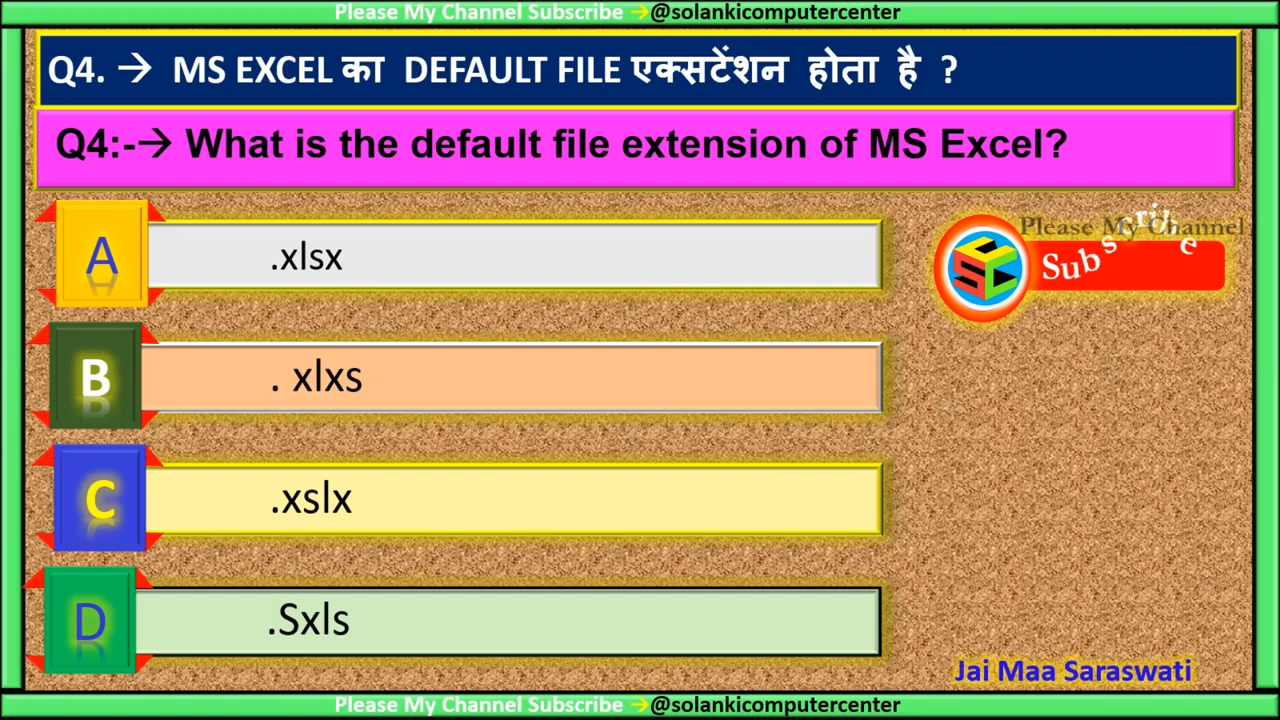 Please My Channel Subscribe →@solankicomputercenter
Q4. → MS EXCEL का DEFAULT FILE एक्सटेंशन होता है ?
Q4:-→ What is the default file extension of MS Excel?
A .xlsx
Please My Channel
Subscribe
B . xlxs
C .xslx
D .Sxls
Jai Maa Saraswati
Please My Channel Subscribe →@solankicomputercenter